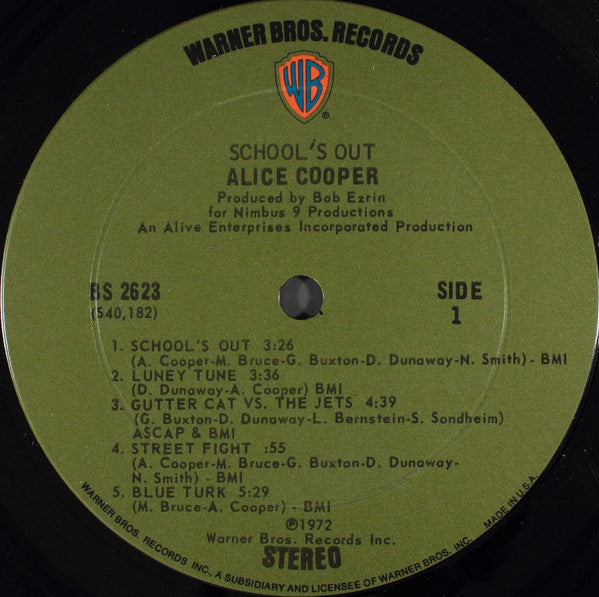 WARNER BROS. RECORDS
WB
®
SCHOOL'S OUT
ALICE COOPER
Produced by Bob Ezrin
for Nimbus 9 Productions
An Alive Enterprises Incorporated Production
BS 2623
(S40,182)
SIDE
1
1. SCHOOL'S OUT 3:26
(A. Cooper-M. Bruce-G. Buxton-D. Dunaway-N. Smith) - BMI
2. LUNEY TUNE 3:36
(D. Dunaway-A. Cooper) BMI
3. GUTTER CAT VS. THE JETS 4:39
(G. Buxton-D. Dunaway-L. Bernstein-S. Sondheim)
ASCAP & BMI
4. STREET FIGHT :55
(A. Cooper-M. Bruce-G. Buxton-D. Dunaway-
N. Smith) - BMI
5. BLUE TURK 5:29
(M. Bruce-A. Cooper) - BMI
℗1972
Warner Bros. Records Inc.
STEREO
WARNER BROS. RECORDS INC. A SUBSIDIARY AND LICENSEE OF WARNER BROS. INC. MADE IN U.S.A.